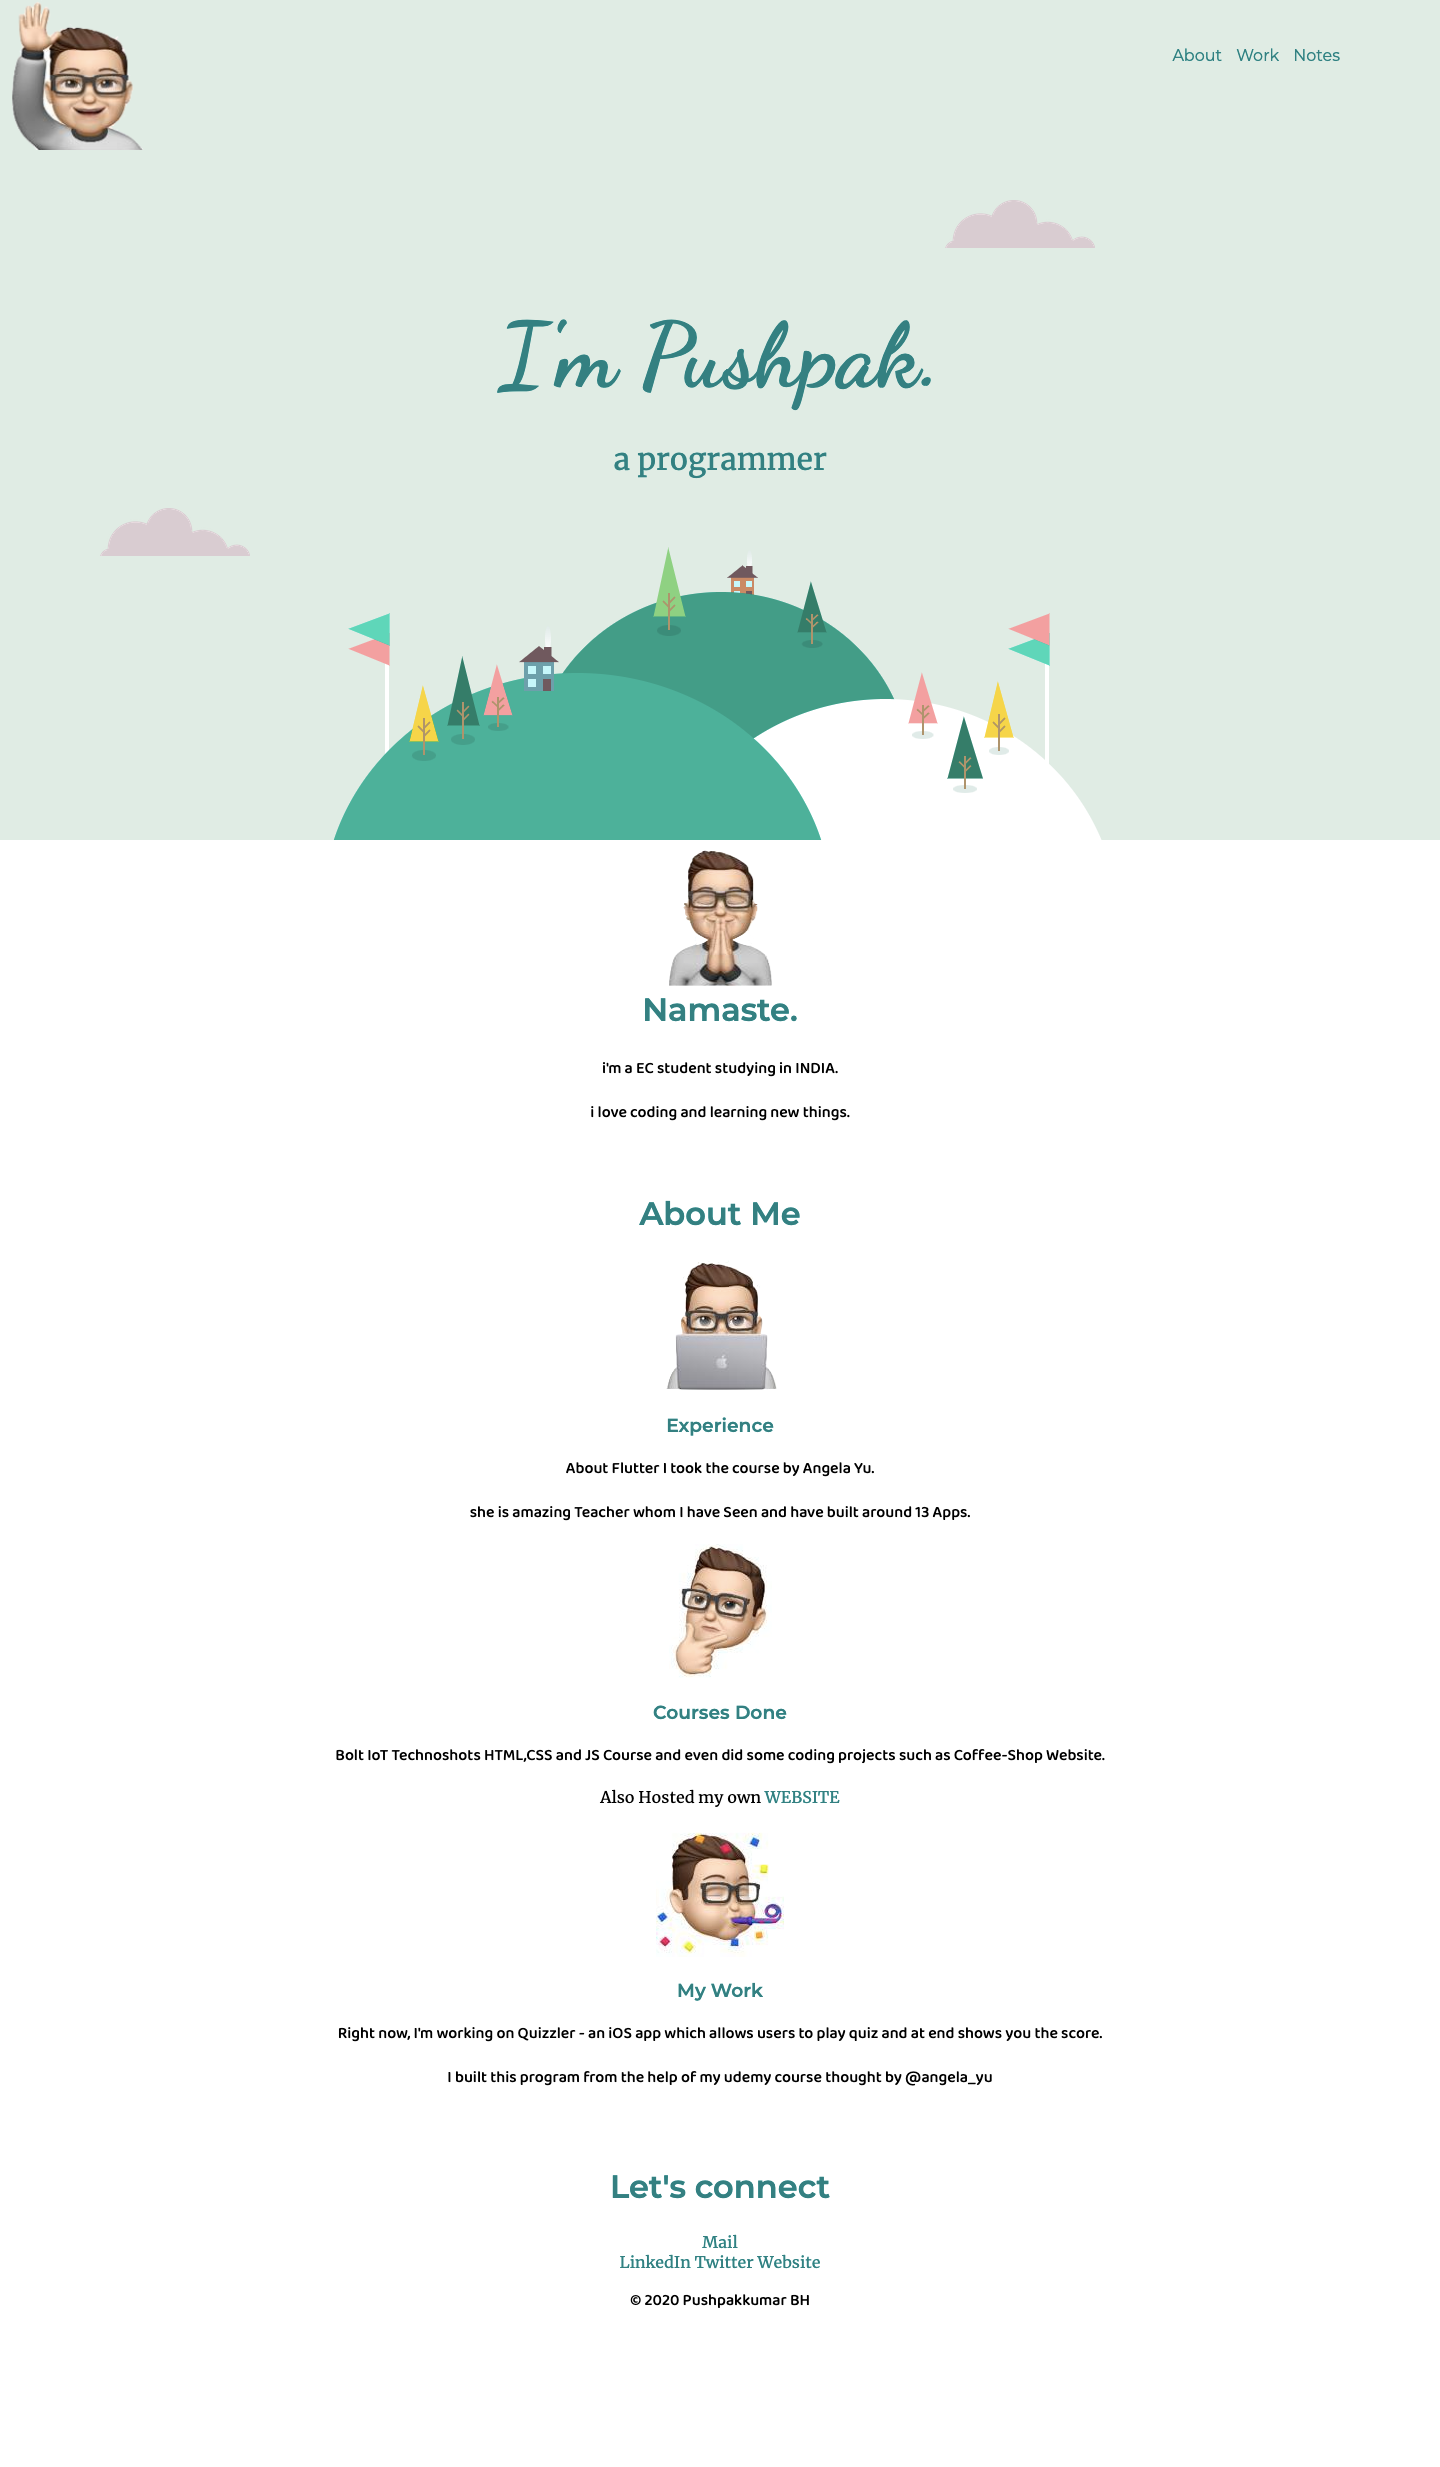 About Work Notes
I'm Pushpak.
a programmer
Namaste.
i'm a EC student studying in INDIA.
i love coding and learning new things.
About Me
Experience
About Flutter I took the course by Angela Yu.
she is amazing Teacher whom I have Seen and have built around 13 Apps.
Courses Done
Bolt IoT Technoshots HTML,CSS and JS Course and even did some coding projects such as Coffee-Shop Website.
Also Hosted my own WEBSITE
My Work
Right now, I'm working on Quizzler - an iOS app which allows users to play quiz and at end shows you the score.
I built this program from the help of my udemy course thought by @angela_yu
Let's connect
Mail
LinkedIn Twitter Website
© 2020 Pushpakkumar BH